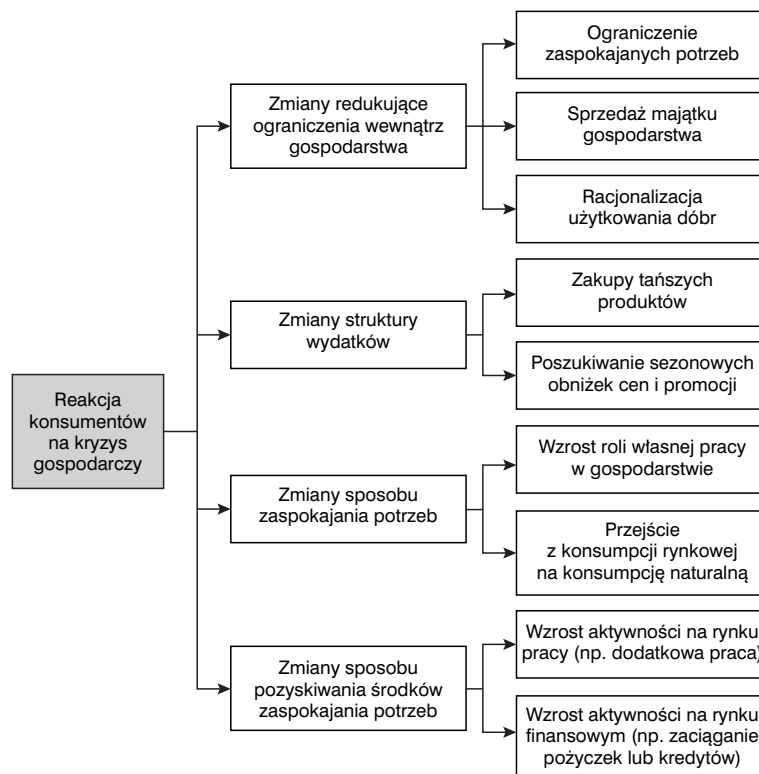 Reakcja
konsumentów
na kryzys
gospodarczy
Zmiany redukujące
ograniczenia wewnątrz
gospodarstwa
Ograniczenie
zaspokajanych potrzeb
Sprzedaż majątku
gospodarstwa
Racjonalizacja
użytkowania dóbr
Zmiany struktury
wydatków
Zakupy tańszych
produktów
Poszukiwanie sezonowych
obniżek cen i promocji
Zmiany sposobu
zaspokajania potrzeb
Wzrost roli własnej pracy
w gospodarstwie
Przejście
z konsumpcji rynkowej
na konsumpcję naturalną
Zmiany sposobu
pozyskiwania środków
zaspokajania potrzeb
Wzrost aktywności na rynku
pracy (np. dodatkowa praca)
Wzrost aktywności na rynku
finansowym (np. zaciąganie
pożyczek lub kredytów)